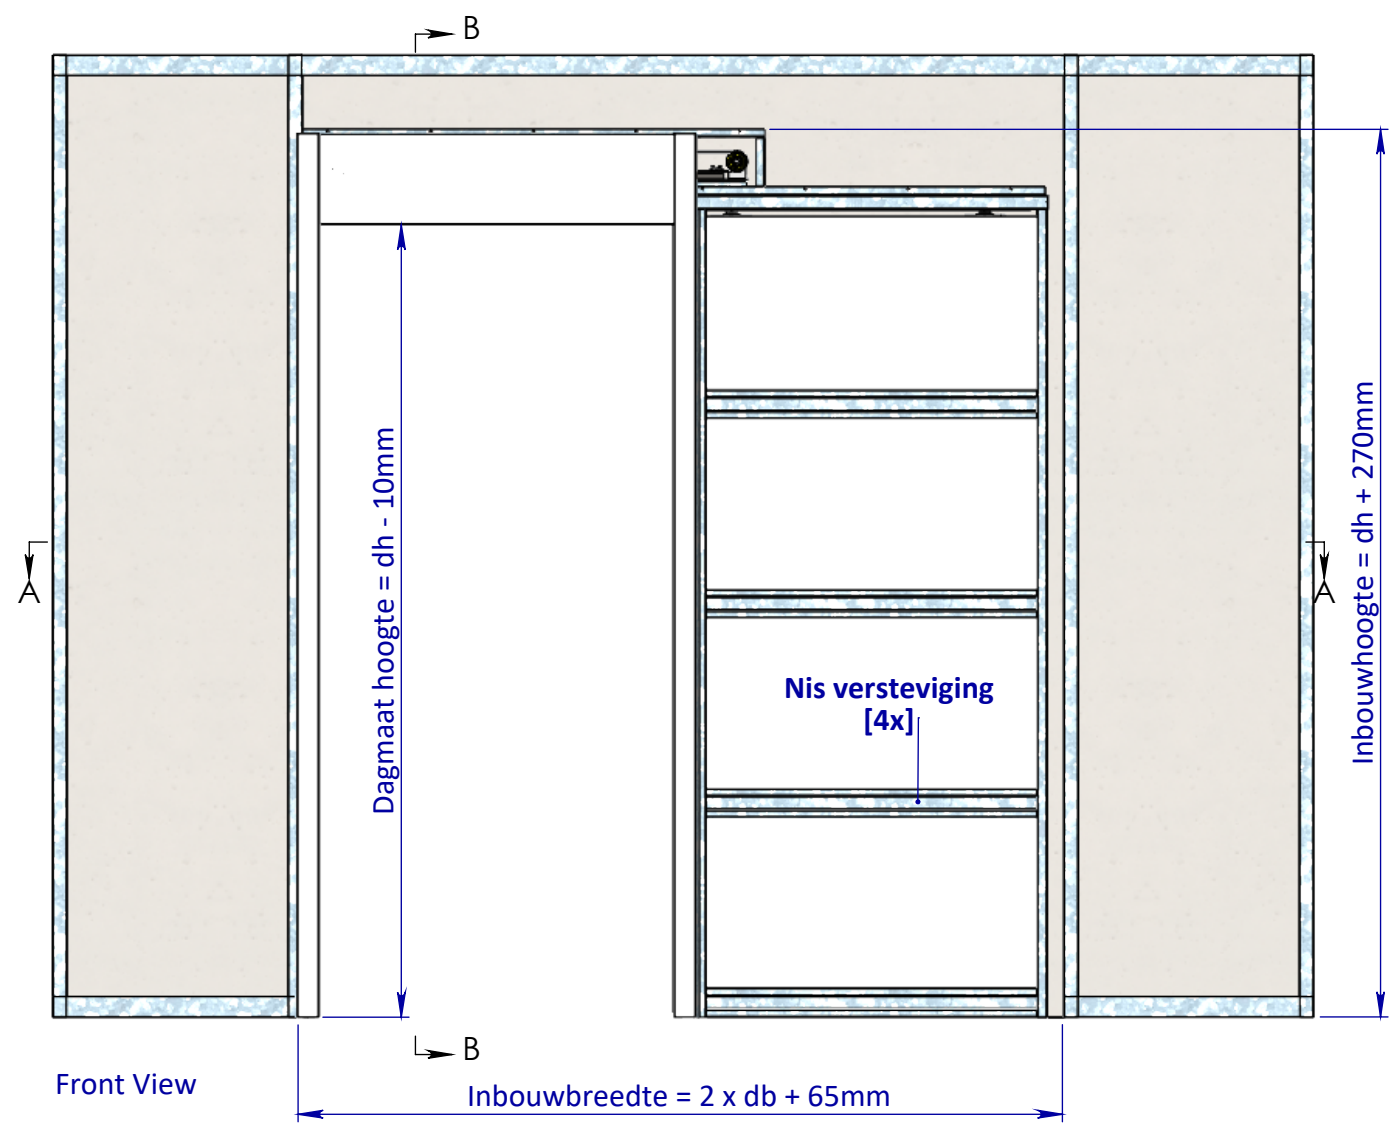 B
Inbouwhoogte = dh + 270mm
Dagmaat hoogte = dh - 10mm
A
A
Nis versteviging
[4x]
B
Front View
Inbouwbreedte = 2 x db + 65mm